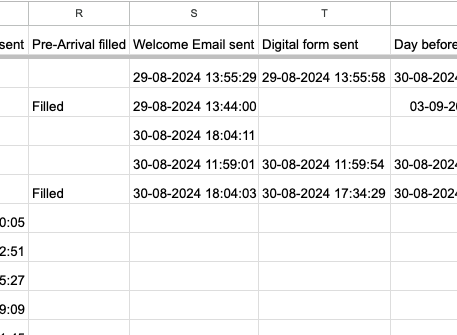 R S T
sent Pre-Arrival filled Welcome Email sent Digital form sent Day before
29-08-2024 13:55:29 29-08-2024 13:55:58 30-08-2024
Filled 29-08-2024 13:44:00 03-09-20
30-08-2024 18:04:11
30-08-2024 11:59:01 30-08-2024 11:59:54 30-08-2024
Filled 30-08-2024 18:04:03 30-08-2024 17:34:29 30-08-2024
0:05
2:51
5:27
9:09